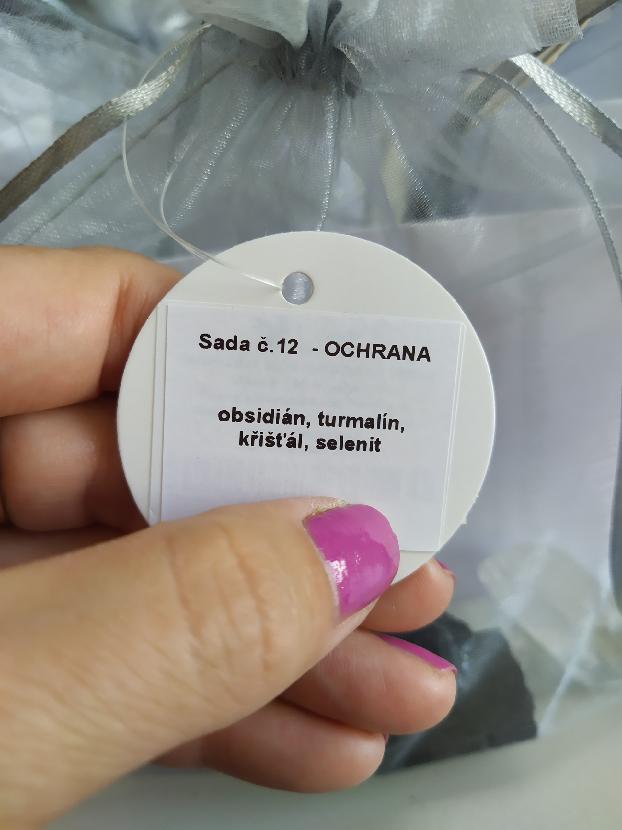 Sada č.12 - OCHRANA
obsidián, turmalín,
křišťál, selenit